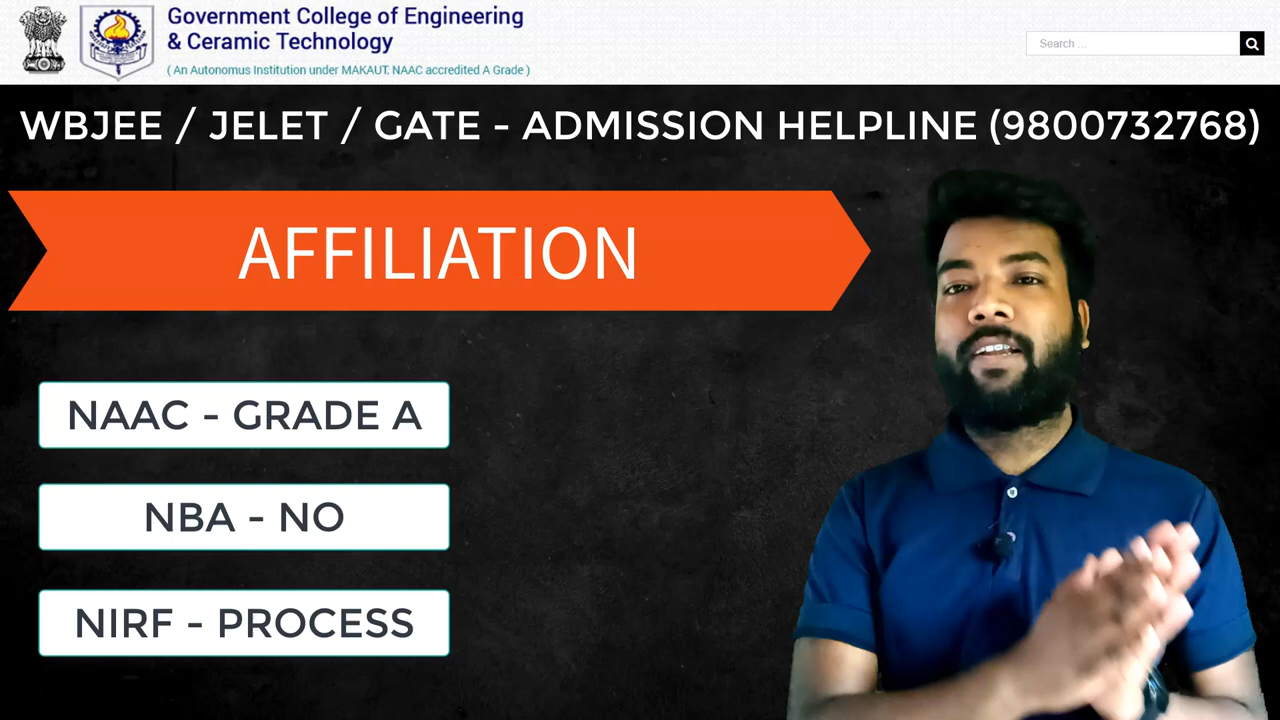 Government College of Engineering
& Ceramic Technology
( An Autonomus Institution under MAKAUT, NAAC accredited A Grade )
Search ...
WBJEE / JELET / GATE - ADMISSION HELPLINE (9800732768)
AFFILIATION
NAAC - GRADE A
NBA - NO
NIRF - PROCESS